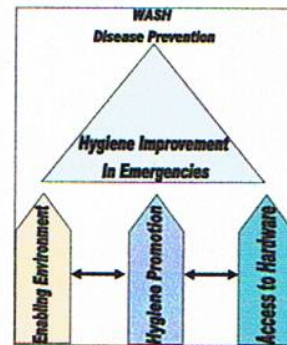 WASH
Disease Prevention
Hygiene Improvement
In Emergencies
Enabling Environment
Hygiene Promotion
Access to Hardware